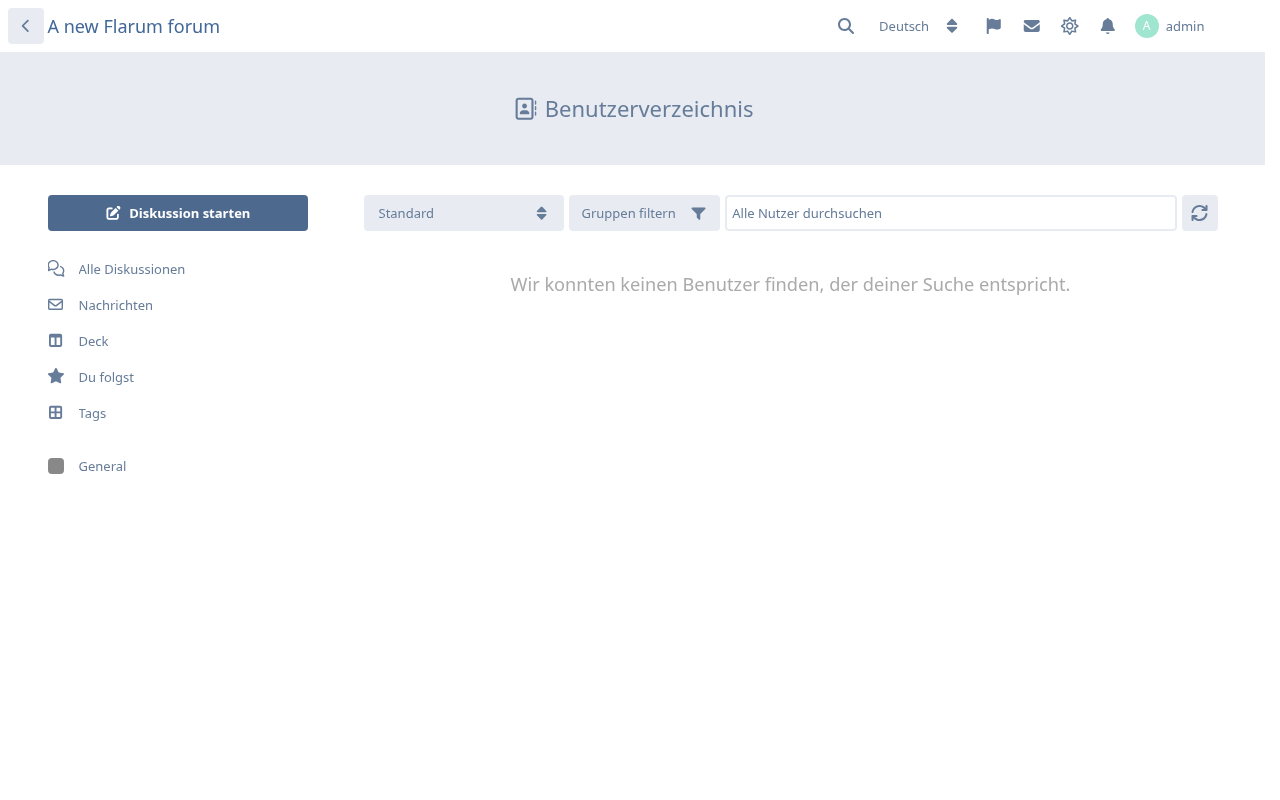 A new Flarum forum
Deutsch
A admin
Benutzerverzeichnis
Diskussion starten
Standard
Gruppen filtern
Alle Nutzer durchsuchen
Alle Diskussionen
Nachrichten
Deck
Du folgst
Tags
General
Wir konnten keinen Benutzer finden, der deiner Suche entspricht.